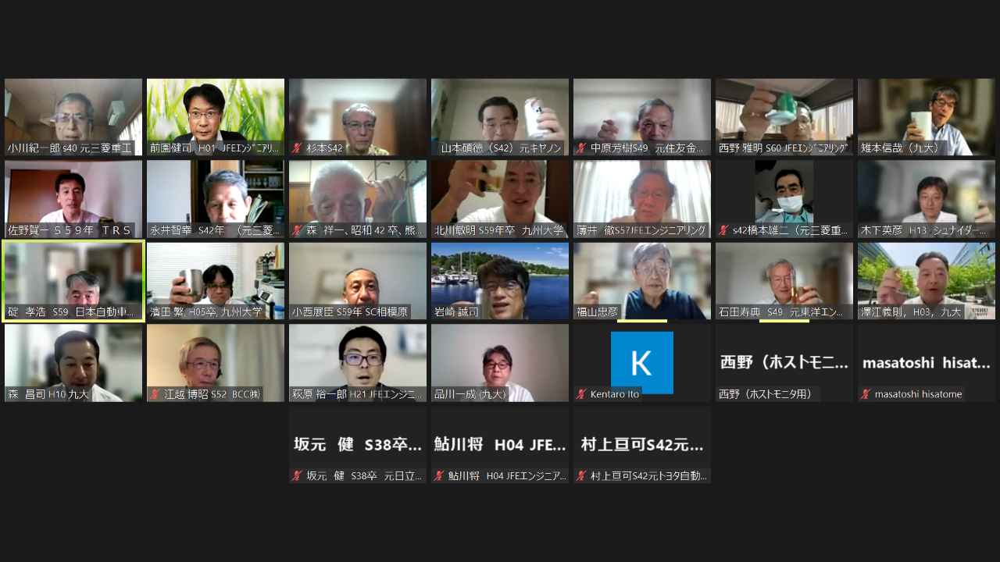 小川紀一郎 s40 元三菱重工
前園健司 H01 JFEエンジニアリ...
杉本S42
山本碩徳（S42）元キヤノン
中原芳樹S49 元住友金...
西野 雅明 S60 JFEエンジニアリング
雉本信哉（九大）
佐野賀一 S５９年 ＴＲＳ
永井智幸 S42年 （元三菱...
森 祥一、昭和 42 卒、熊...
北川敏明 S59年卒 九州大学
薄井 徹S57JFEエンジニアリング
s42橋本雄二（元三菱重...
木下英彦 H13 シュナイダー...
碇 孝浩 S59 日本自動車...
濱田 繁, H05卒, 九州大学
小西展臣 S59年 SC相模原
岩崎 誠司
福山忠彦
石田寿典 S49 元東洋エン...
澤江義則，H03，九大
森 昌司 H10 九大
江越 博昭 S52 BCC㈱
萩原 裕一郎 H21 JFEエンジニ...
品川一成 (九大)
K
Kentaro Ito
西野（ホストモニ...
西野（ホストモニタ用）
masatoshi hisat...
masatoshi hisatome
坂元 健 S38卒...
坂元 健 S38卒 元日立...
鮎川将 H04 JFE...
鮎川将 H04 JFEエンジニア...
村上亘可S42元...
村上亘可S42元トヨタ自動...